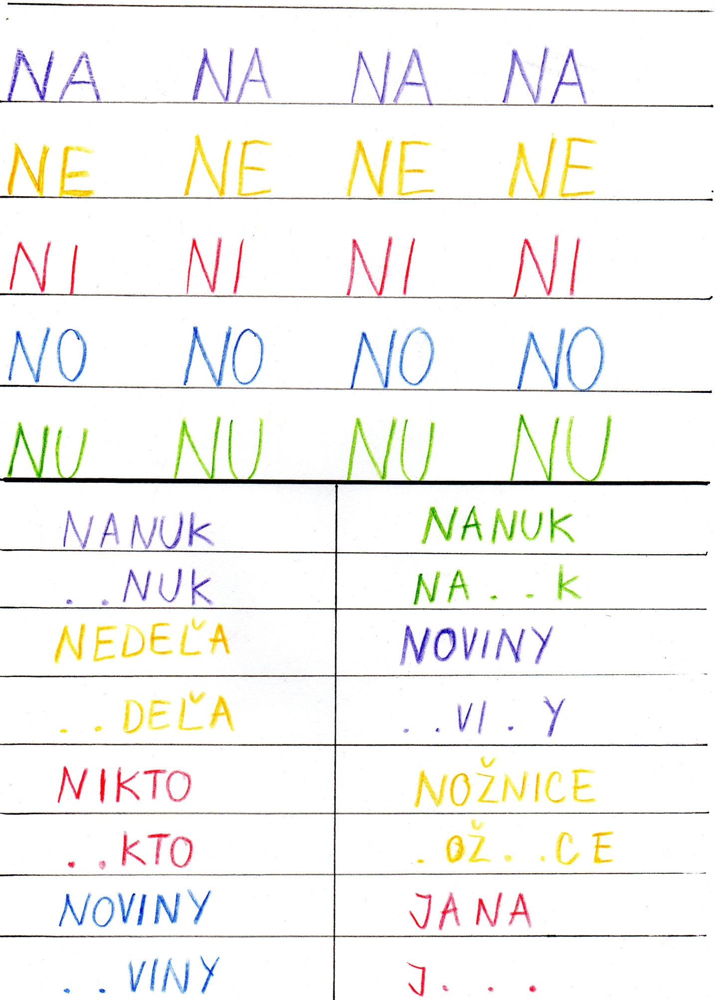 NA NA NA NA
NE NE NE NE
NI NI NI NI
NO NO NO NO
NU NU NU NU
NANUK NANUK
. . NUK NA . . K
NEDEĽA NOVINY
. . DEĽA . . VI . Y
NIKTO NOŽNICE
. . KTO . OŽ . . CE
NOVINY JANA
. . VINY J . . .